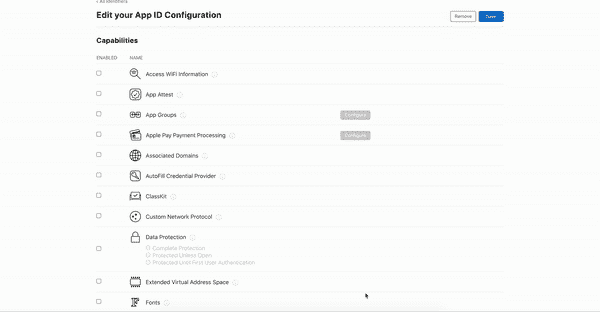 < All Identifiers
Edit your App ID Configuration
Remove
Save
Capabilities
ENABLED NAME
Access WiFi Information
App Attest
App Groups Configure
Apple Pay Payment Processing Configure
Associated Domains
AutoFill Credential Provider
ClassKit
Custom Network Protocol
Data Protection
Complete Protection
Protected Unless Open
Protected Until First User Authentication
Extended Virtual Address Space
Fonts